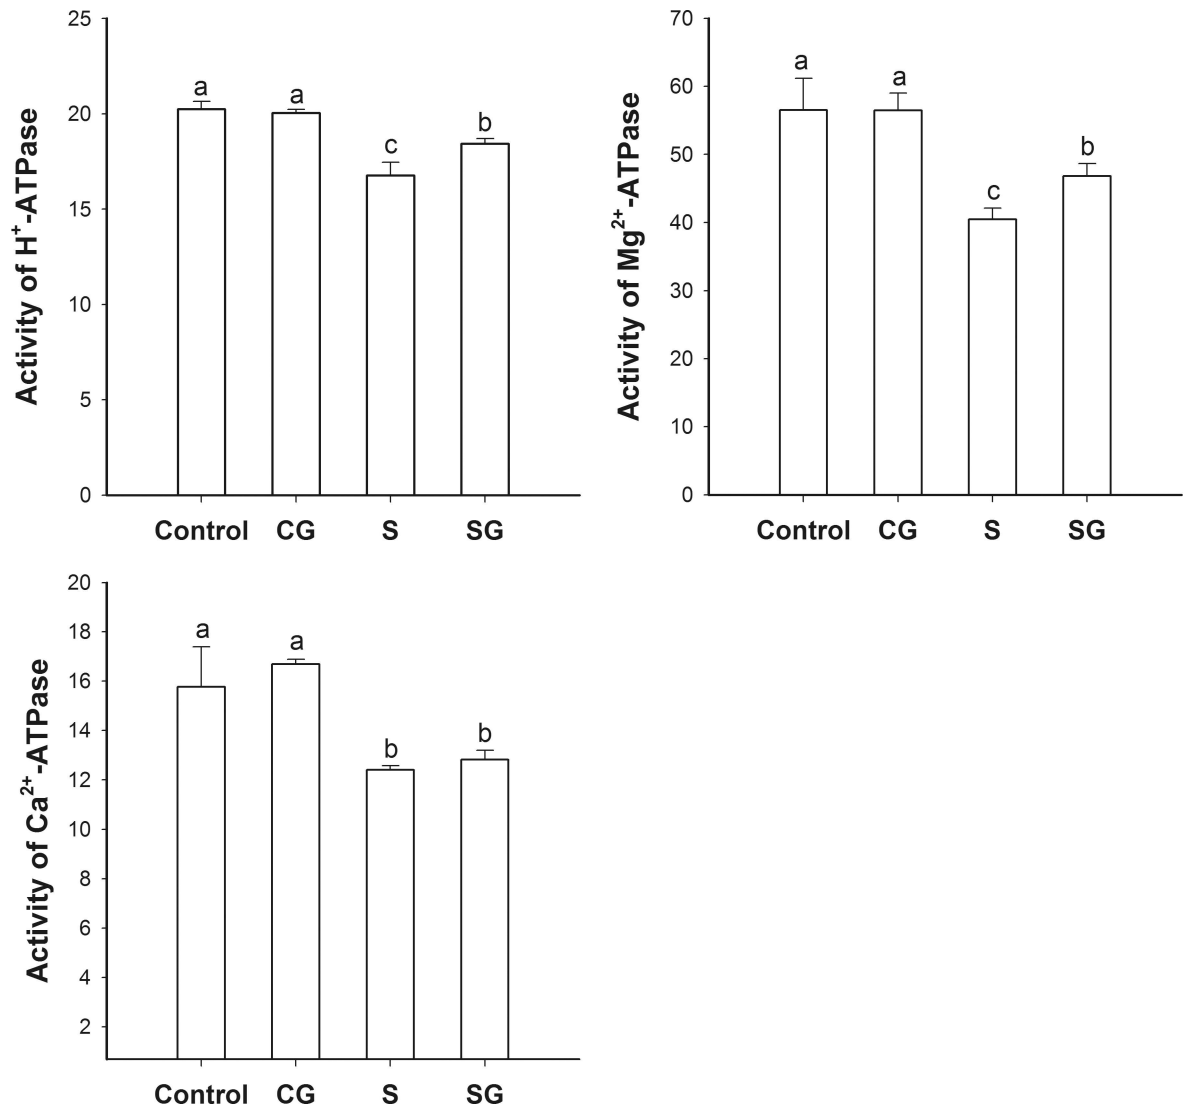 25
20
15
10
5
0
Activity of H⁺-ATPase
a
a
c
b
Control CG S SG
70
60
50
40
30
20
10
0
Activity of Mg²⁺-ATPase
a
a
c
b
Control CG S SG
20
18
16
14
12
10
8
6
4
2
Activity of Ca²⁺-ATPase
a
a
b
b
Control CG S SG